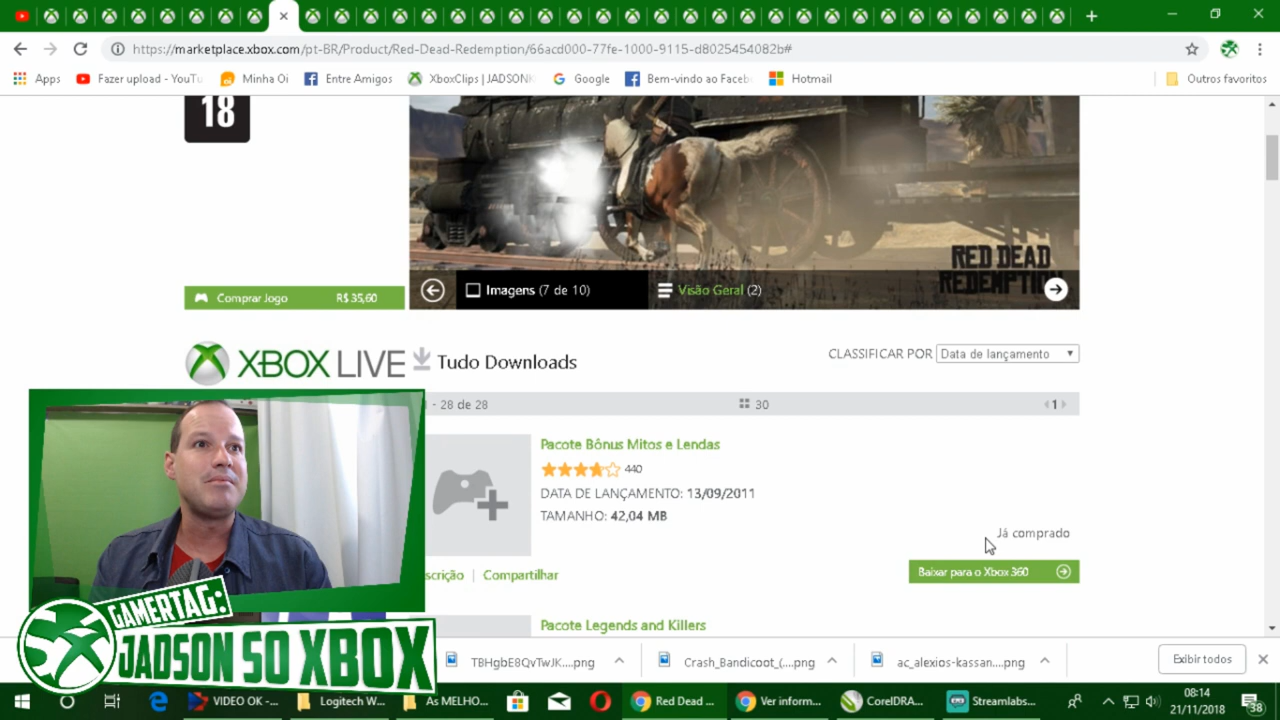 https://marketplace.xbox.com/pt-BR/Product/Red-Dead-Redemption/66acd000-77fe-1000-9115-d8025454082b#
Apps
Fazer upload - YouTu
Minha Oi
Entre Amigos
XboxClips | JADSON
Google
Bem-vindo ao Faceb
Hotmail
Outros favoritos
18
RED DEAD
REDEMPTI
Comprar Jogo R$ 35,60
Imagens (7 de 10)
Visão Geral (2)
XBOX LIVE
Tudo Downloads
CLASSIFICAR POR Data de lançamento
- 28 de 28
30
1
Pacote Bônus Mitos e Lendas
440
DATA DE LANÇAMENTO: 13/09/2011
TAMANHO: 42,04 MB
Já comprado
Baixar para o Xbox 360
scrição | Compartilhar
Pacote Legends and Killers
GAMERTAG:
JADSON SO XBOX
TBHgbE8QvTwJK....png
Crash_Bandicoot_(....png
ac_alexios-kassan....png
Exibir todos
VIDEO OK -...
Logitech W...
As MELHO...
Red Dead ...
Ver inform...
CorelDRA...
Streamlabs...
08:14
21/11/2018
38